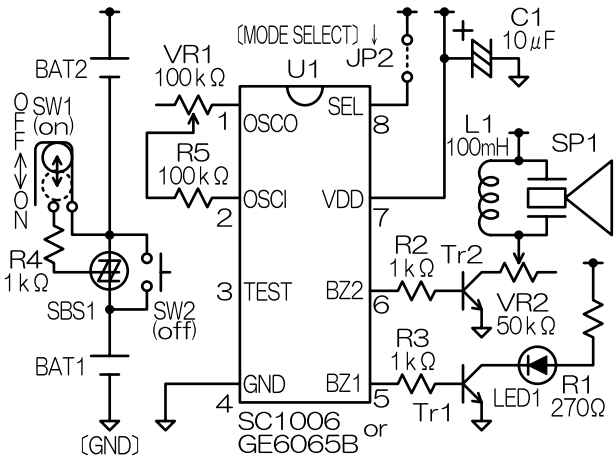 C1
10μF
[MODE SELECT] ↓
JP2
VR1
100kΩ
U1
BAT2
SW1
(on)
OFF↔ON
1
OSCO
SEL
8
L1
100mH
SP1
R5
100kΩ
2
OSCI
VDD
7
R4
1kΩ
SBS1
SW2
(off)
3
TEST
BZ2
6
R2
1kΩ
Tr2
VR2
50kΩ
R3
1kΩ
BAT1
4
GND
BZ1
5
Tr1
LED1
R1
270Ω
[GND]
SC1006 or
GE6065B